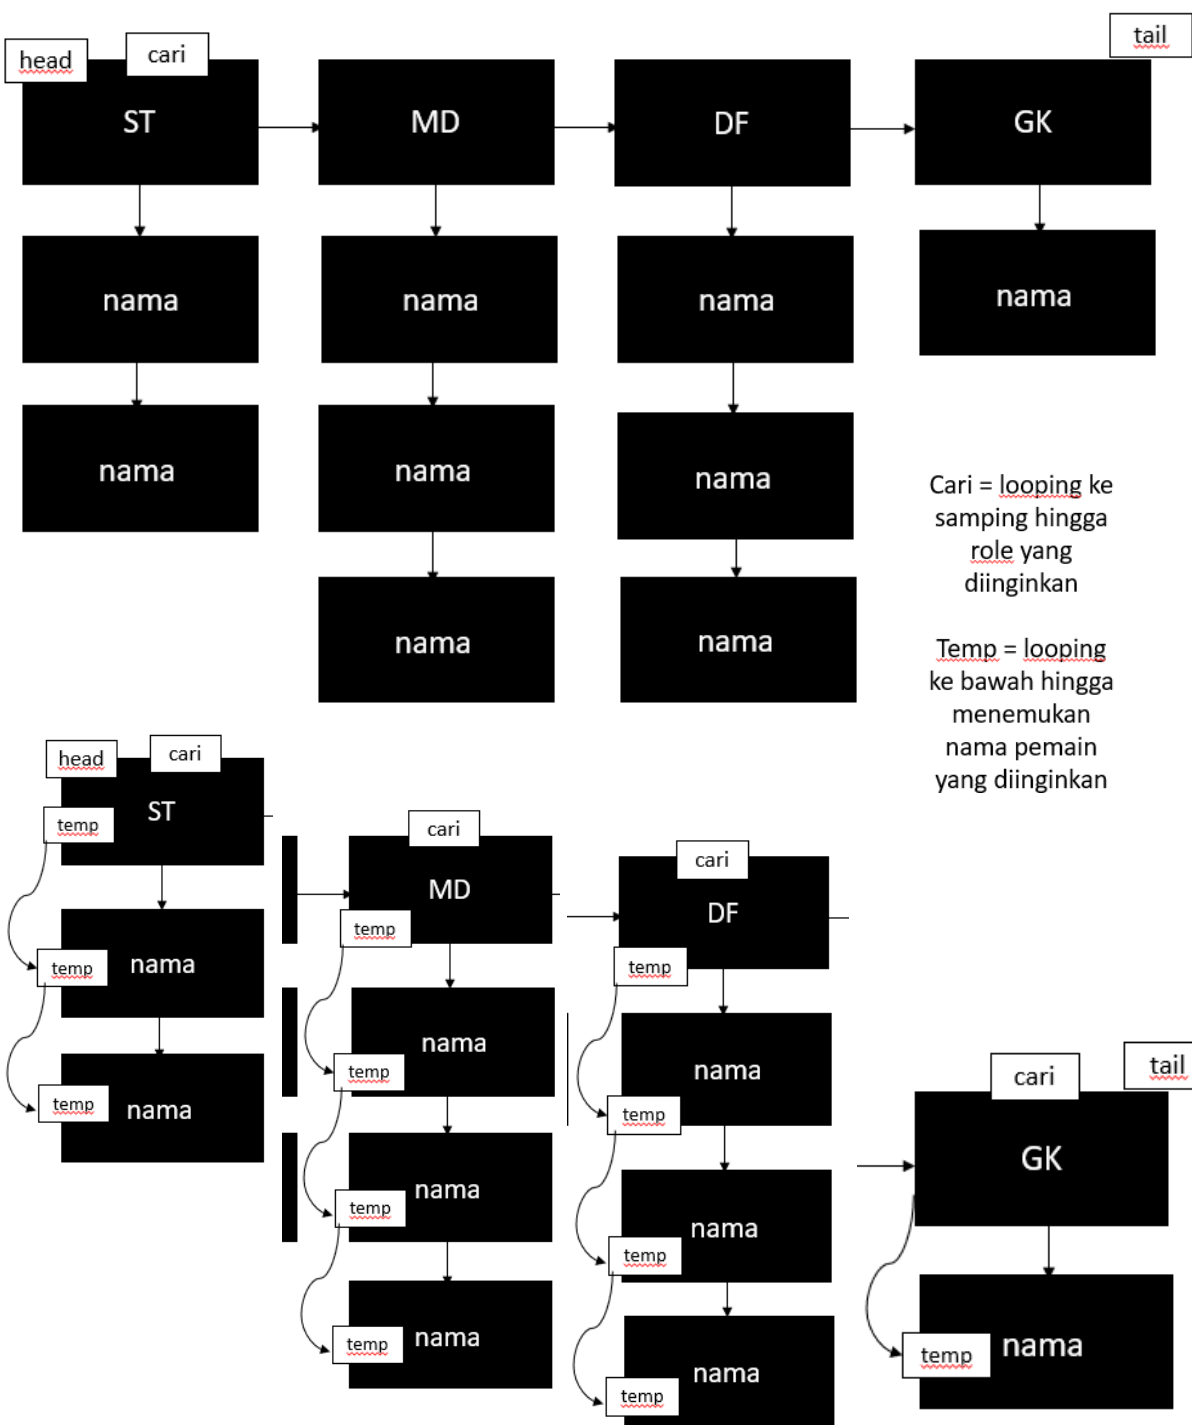 head
cari
tail
ST
MD
DF
GK
nama
nama
nama
nama
nama
nama
nama
nama
nama
nama
Cari = looping ke
samping hingga
role yang
diinginkan
Temp = looping
ke bawah hingga
menemukan
nama pemain
yang diinginkan
head
cari
ST
temp
temp
nama
temp
nama
cari
MD
temp
nama
temp
nama
temp
nama
temp
cari
DF
temp
nama
temp
nama
temp
nama
temp
cari
tail
GK
nama
temp